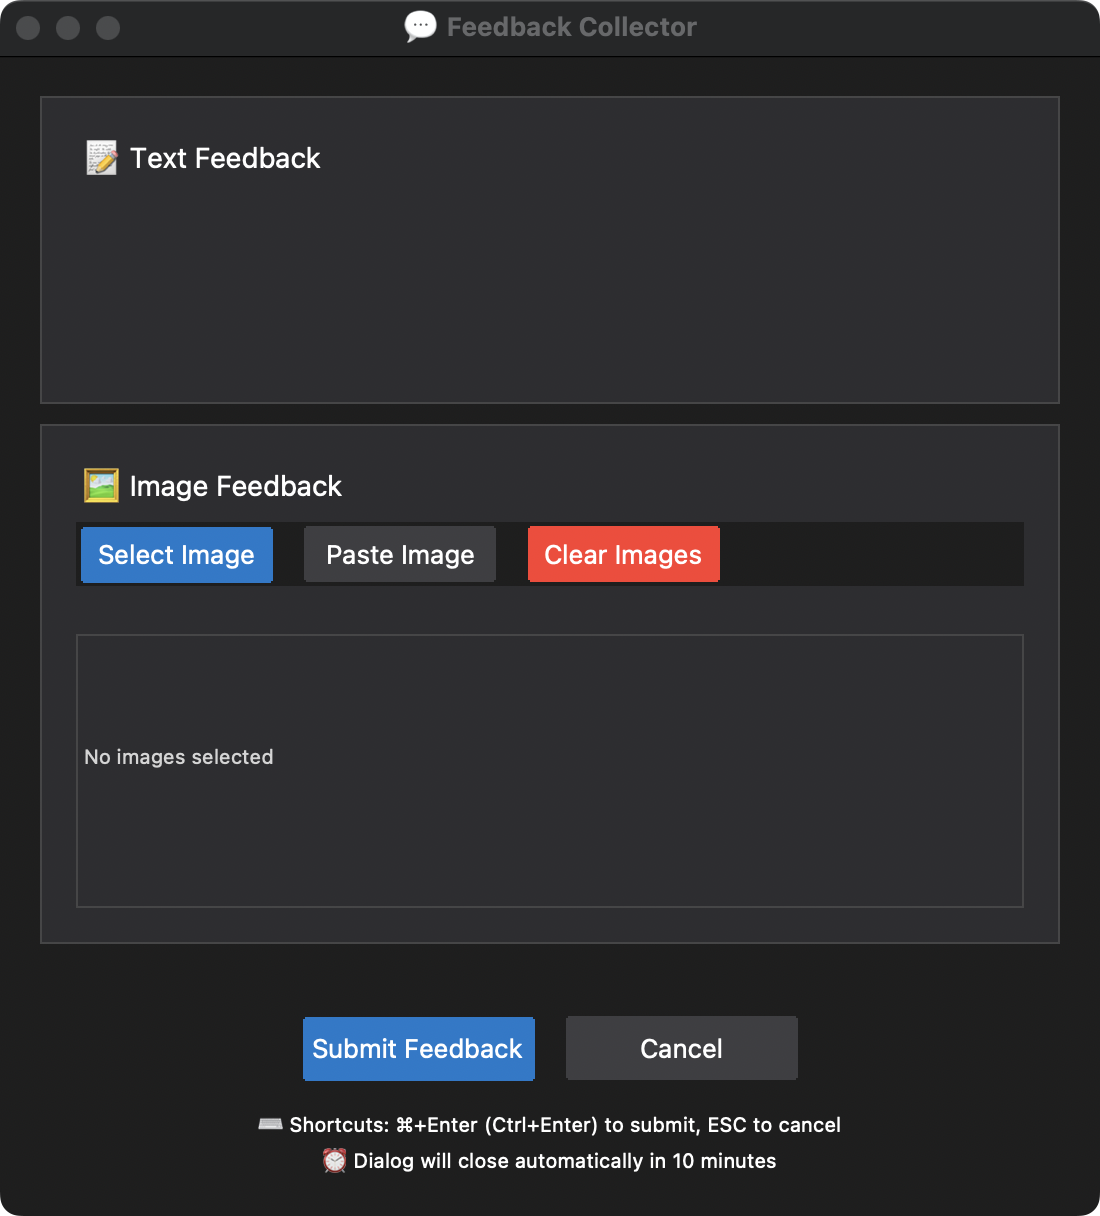 💬 Feedback Collector
📝 Text Feedback
🖼️ Image Feedback
Select Image Paste Image Clear Images
No images selected
Submit Feedback Cancel
⌨️ Shortcuts: ⌘+Enter (Ctrl+Enter) to submit, ESC to cancel
⏰ Dialog will close automatically in 10 minutes